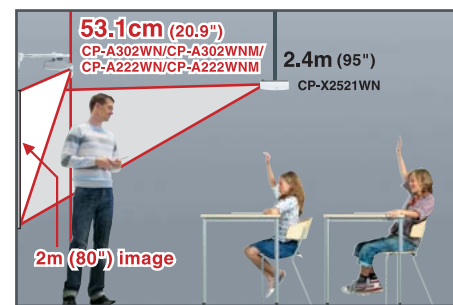 53.1cm (20.9")
CP-A302WN/CP-A302WNM/
CP-A222WN/CP-A222WNM
2.4m (95")
CP-X2521WN
2m (80") image